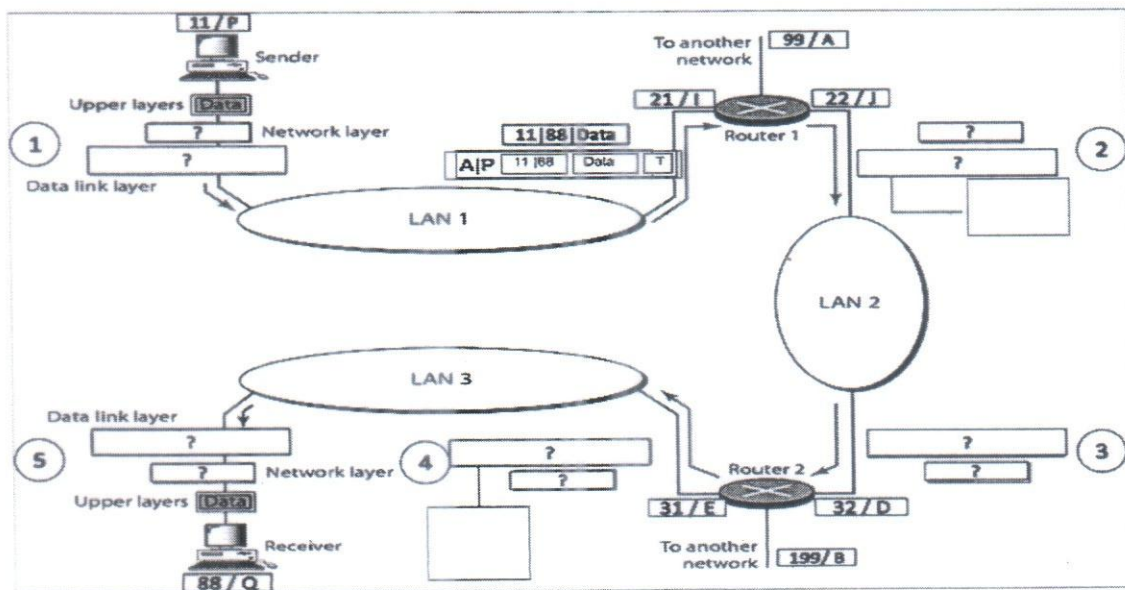 11 / P
Sender
Upper layers Data
? Network layer
1
?
Data link layer
LAN 1
11|88|Data
A|P 11|88 Data T
21 / I
To another
network
99 / A
22 / J
Router 1
?
2
?
LAN 2
?
3
?
Router 2
32 / D
31 / E
To another
network
199 / B
4
?
?
LAN 3
Data link layer
?
5
? Network layer
Upper layers Data
Receiver
88 / Q